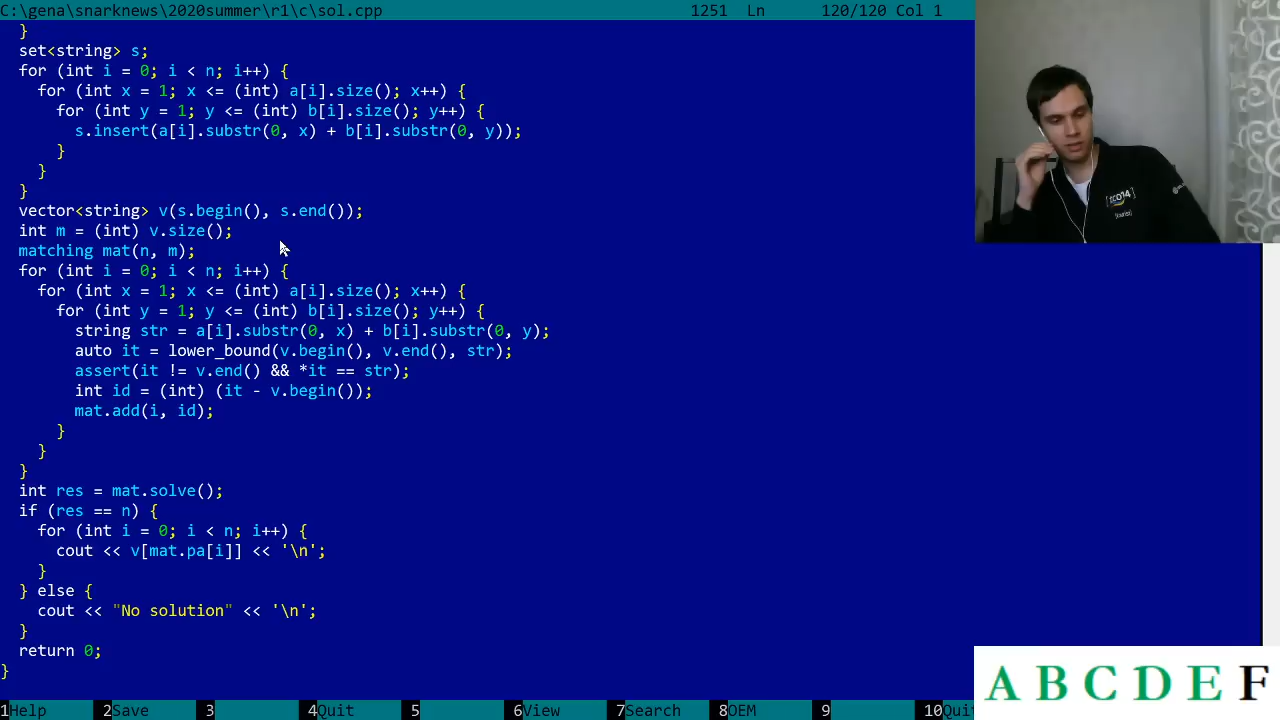 C:\gena\snarknews\2020summer\r1\c\sol.cpp 1251 Ln 120/120 Col 1
}
set<string> s;
for (int i = 0; i < n; i++) {
for (int x = 1; x <= (int) a[i].size(); x++) {
for (int y = 1; y <= (int) b[i].size(); y++) {
s.insert(a[i].substr(0, x) + b[i].substr(0, y));
}
}
}
vector<string> v(s.begin(), s.end());
int m = (int) v.size();
matching mat(n, m);
for (int i = 0; i < n; i++) {
for (int x = 1; x <= (int) a[i].size(); x++) {
for (int y = 1; y <= (int) b[i].size(); y++) {
string str = a[i].substr(0, x) + b[i].substr(0, y);
auto it = lower_bound(v.begin(), v.end(), str);
assert(it != v.end() && *it == str);
int id = (int) (it - v.begin());
mat.add(i, id);
}
}
}
int res = mat.solve();
if (res == n) {
for (int i = 0; i < n; i++) {
cout << v[mat.pa[i]] << '\n';
}
} else {
cout << "No solution" << '\n';
}
return 0;
}
1Help 2Save 3 4Quit 5 6View 7Search 8OEM 9 10Qui
A B C D E F